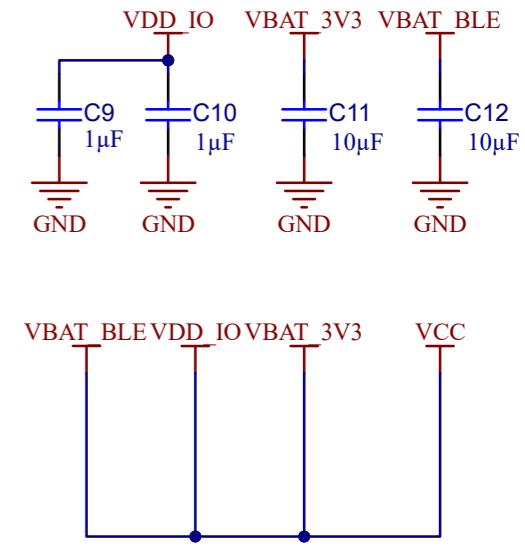 VDD_IO VBAT_3V3 VBAT_BLE
C9 C10 C11 C12
1µF 1µF 10µF 10µF
GND GND GND GND
VBAT_BLE VDD_IO VBAT_3V3 VCC